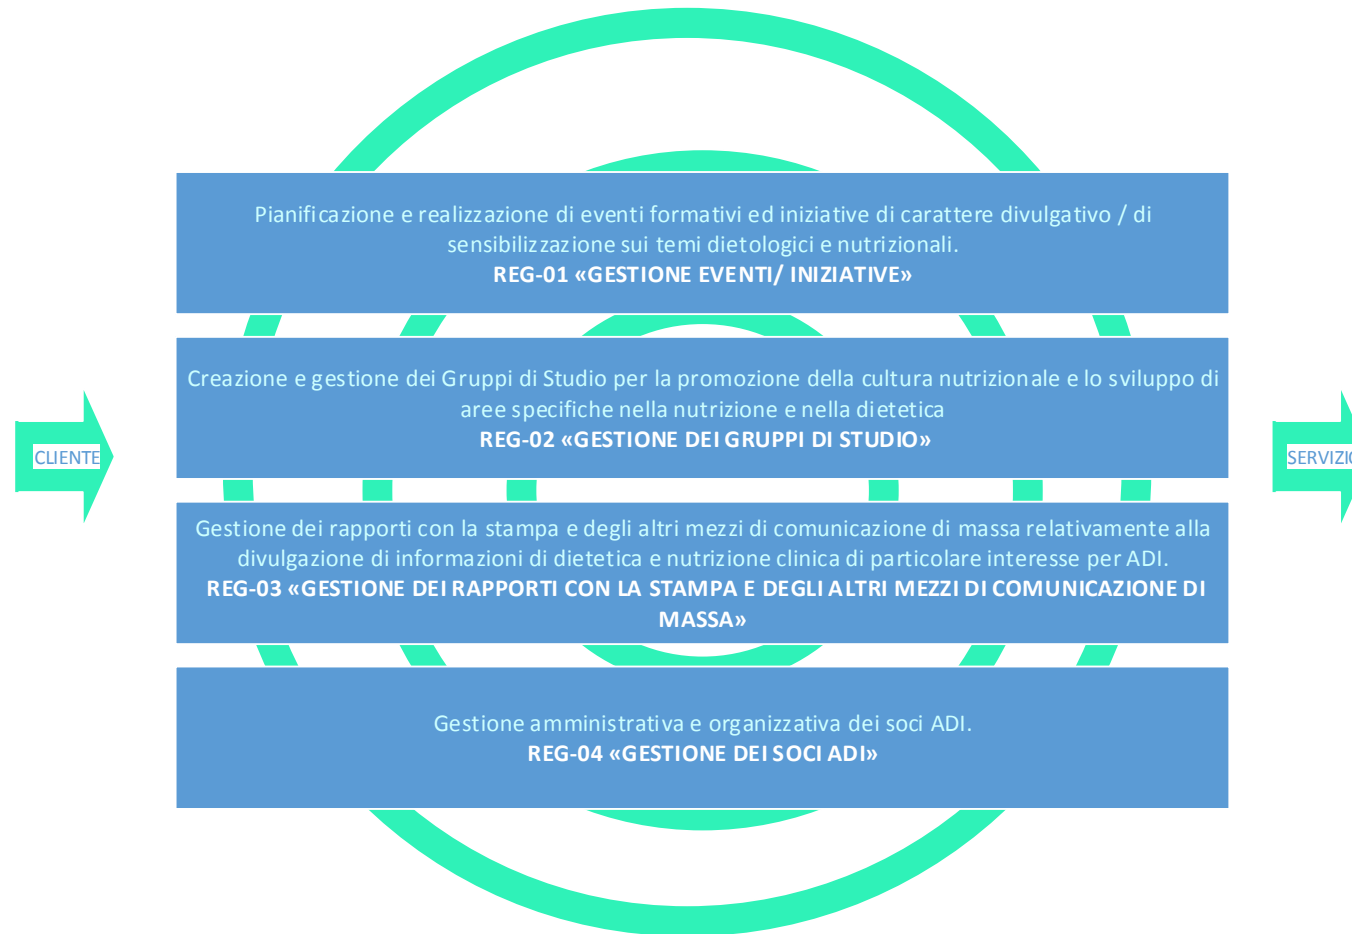 Pianificazione e realizzazione di eventi formativi ed iniziative di carattere divulgativo / di
sensibilizzazione sui temi dietologici e nutrizionali.
REG-01 «GESTIONE EVENTI/ INIZIATIVE»
Creazione e gestione dei Gruppi di Studio per la promozione della cultura nutrizionale e lo sviluppo di
aree specifiche nella nutrizione e nella dietetica
REG-02 «GESTIONE DEI GRUPPI DI STUDIO»
CLIENTE
SERVIZIO
Gestione dei rapporti con la stampa e degli altri mezzi di comunicazione di massa relativamente alla
divulgazione di informazioni di dietetica e nutrizione clinica di particolare interesse per ADI.
REG-03 «GESTIONE DEI RAPPORTI CON LA STAMPA E DEGLI ALTRI MEZZI DI COMUNICAZIONE DI
MASSA»
Gestione amministrativa e organizzativa dei soci ADI.
REG-04 «GESTIONE DEI SOCI ADI»